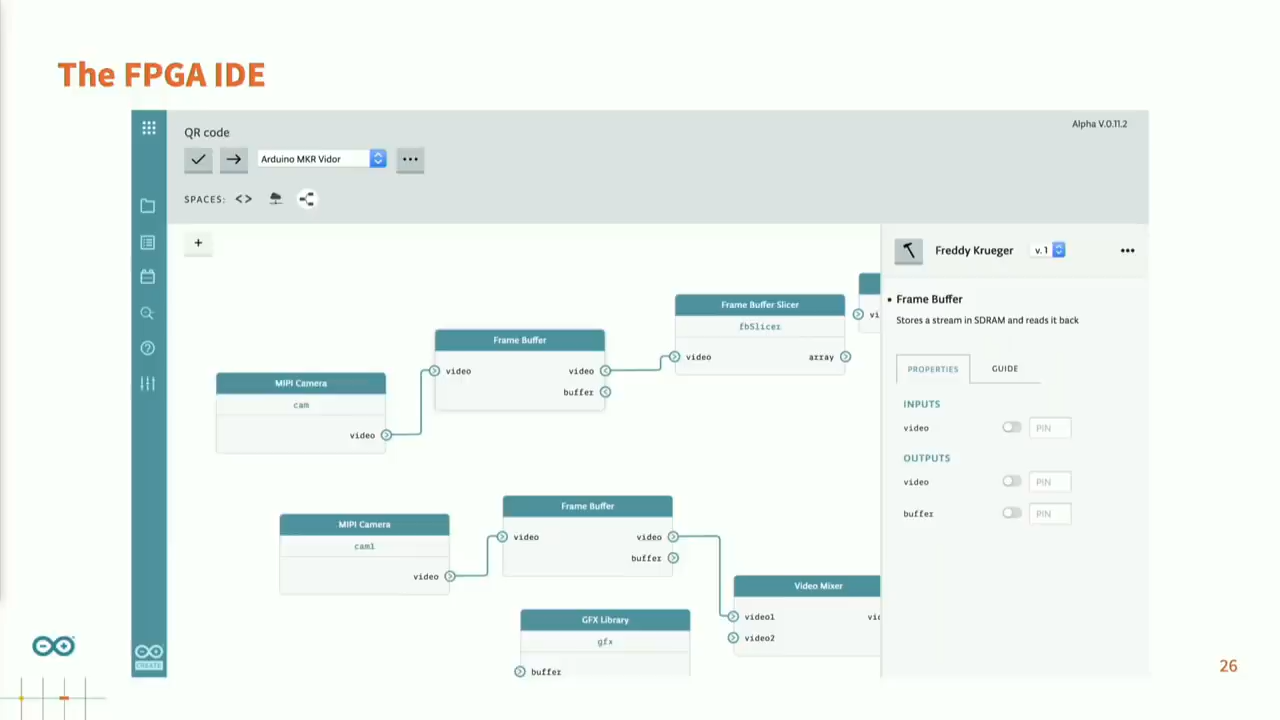 The FPGA IDE
QR code
Alpha V.0.11.2
Arduino MKR Vidor
SPACES:
Freddy Krueger
v. 1
Frame Buffer
Stores a stream in SDRAM and reads it back
PROPERTIES
GUIDE
INPUTS
video PIN
OUTPUTS
video PIN
buffer PIN
Frame Buffer Slicer
fbSlicer
video array
vi
Frame Buffer
video video
buffer
MIPI Camera
cam
video
Frame Buffer
video video
buffer
MIPI Camera
cam1
video
Video Mixer
video1 vid
video2
GFX Library
gfx
buffer
CREATE
26